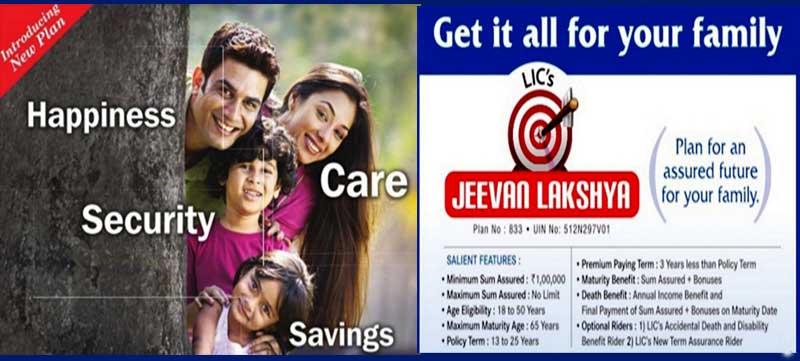 Introducing
New Plan
Happiness
Security
Care
Savings
Get it all for your family
LIC's
JEEVAN LAKSHYA
Plan No : 833 • UIN No: 512N297V01
Plan for an
assured future
for your family.
SALIENT FEATURES :
• Minimum Sum Assured : ₹1,00,000
• Maximum Sum Assured : No Limit
• Age Eligibility : 18 to 50 Years
• Maximum Maturity Age : 65 Years
• Policy Term : 13 to 25 Years
• Premium Paying Term : 3 Years less than Policy Term
• Maturity Benefit : Sum Assured + Bonuses
• Death Benefit : Annual Income Benefit and
Final Payment of Sum Assured + Bonuses on Maturity Date
• Optional Riders : 1) LIC's Accidental Death and Disability
Benefit Rider 2) LIC's New Term Assurance Rider